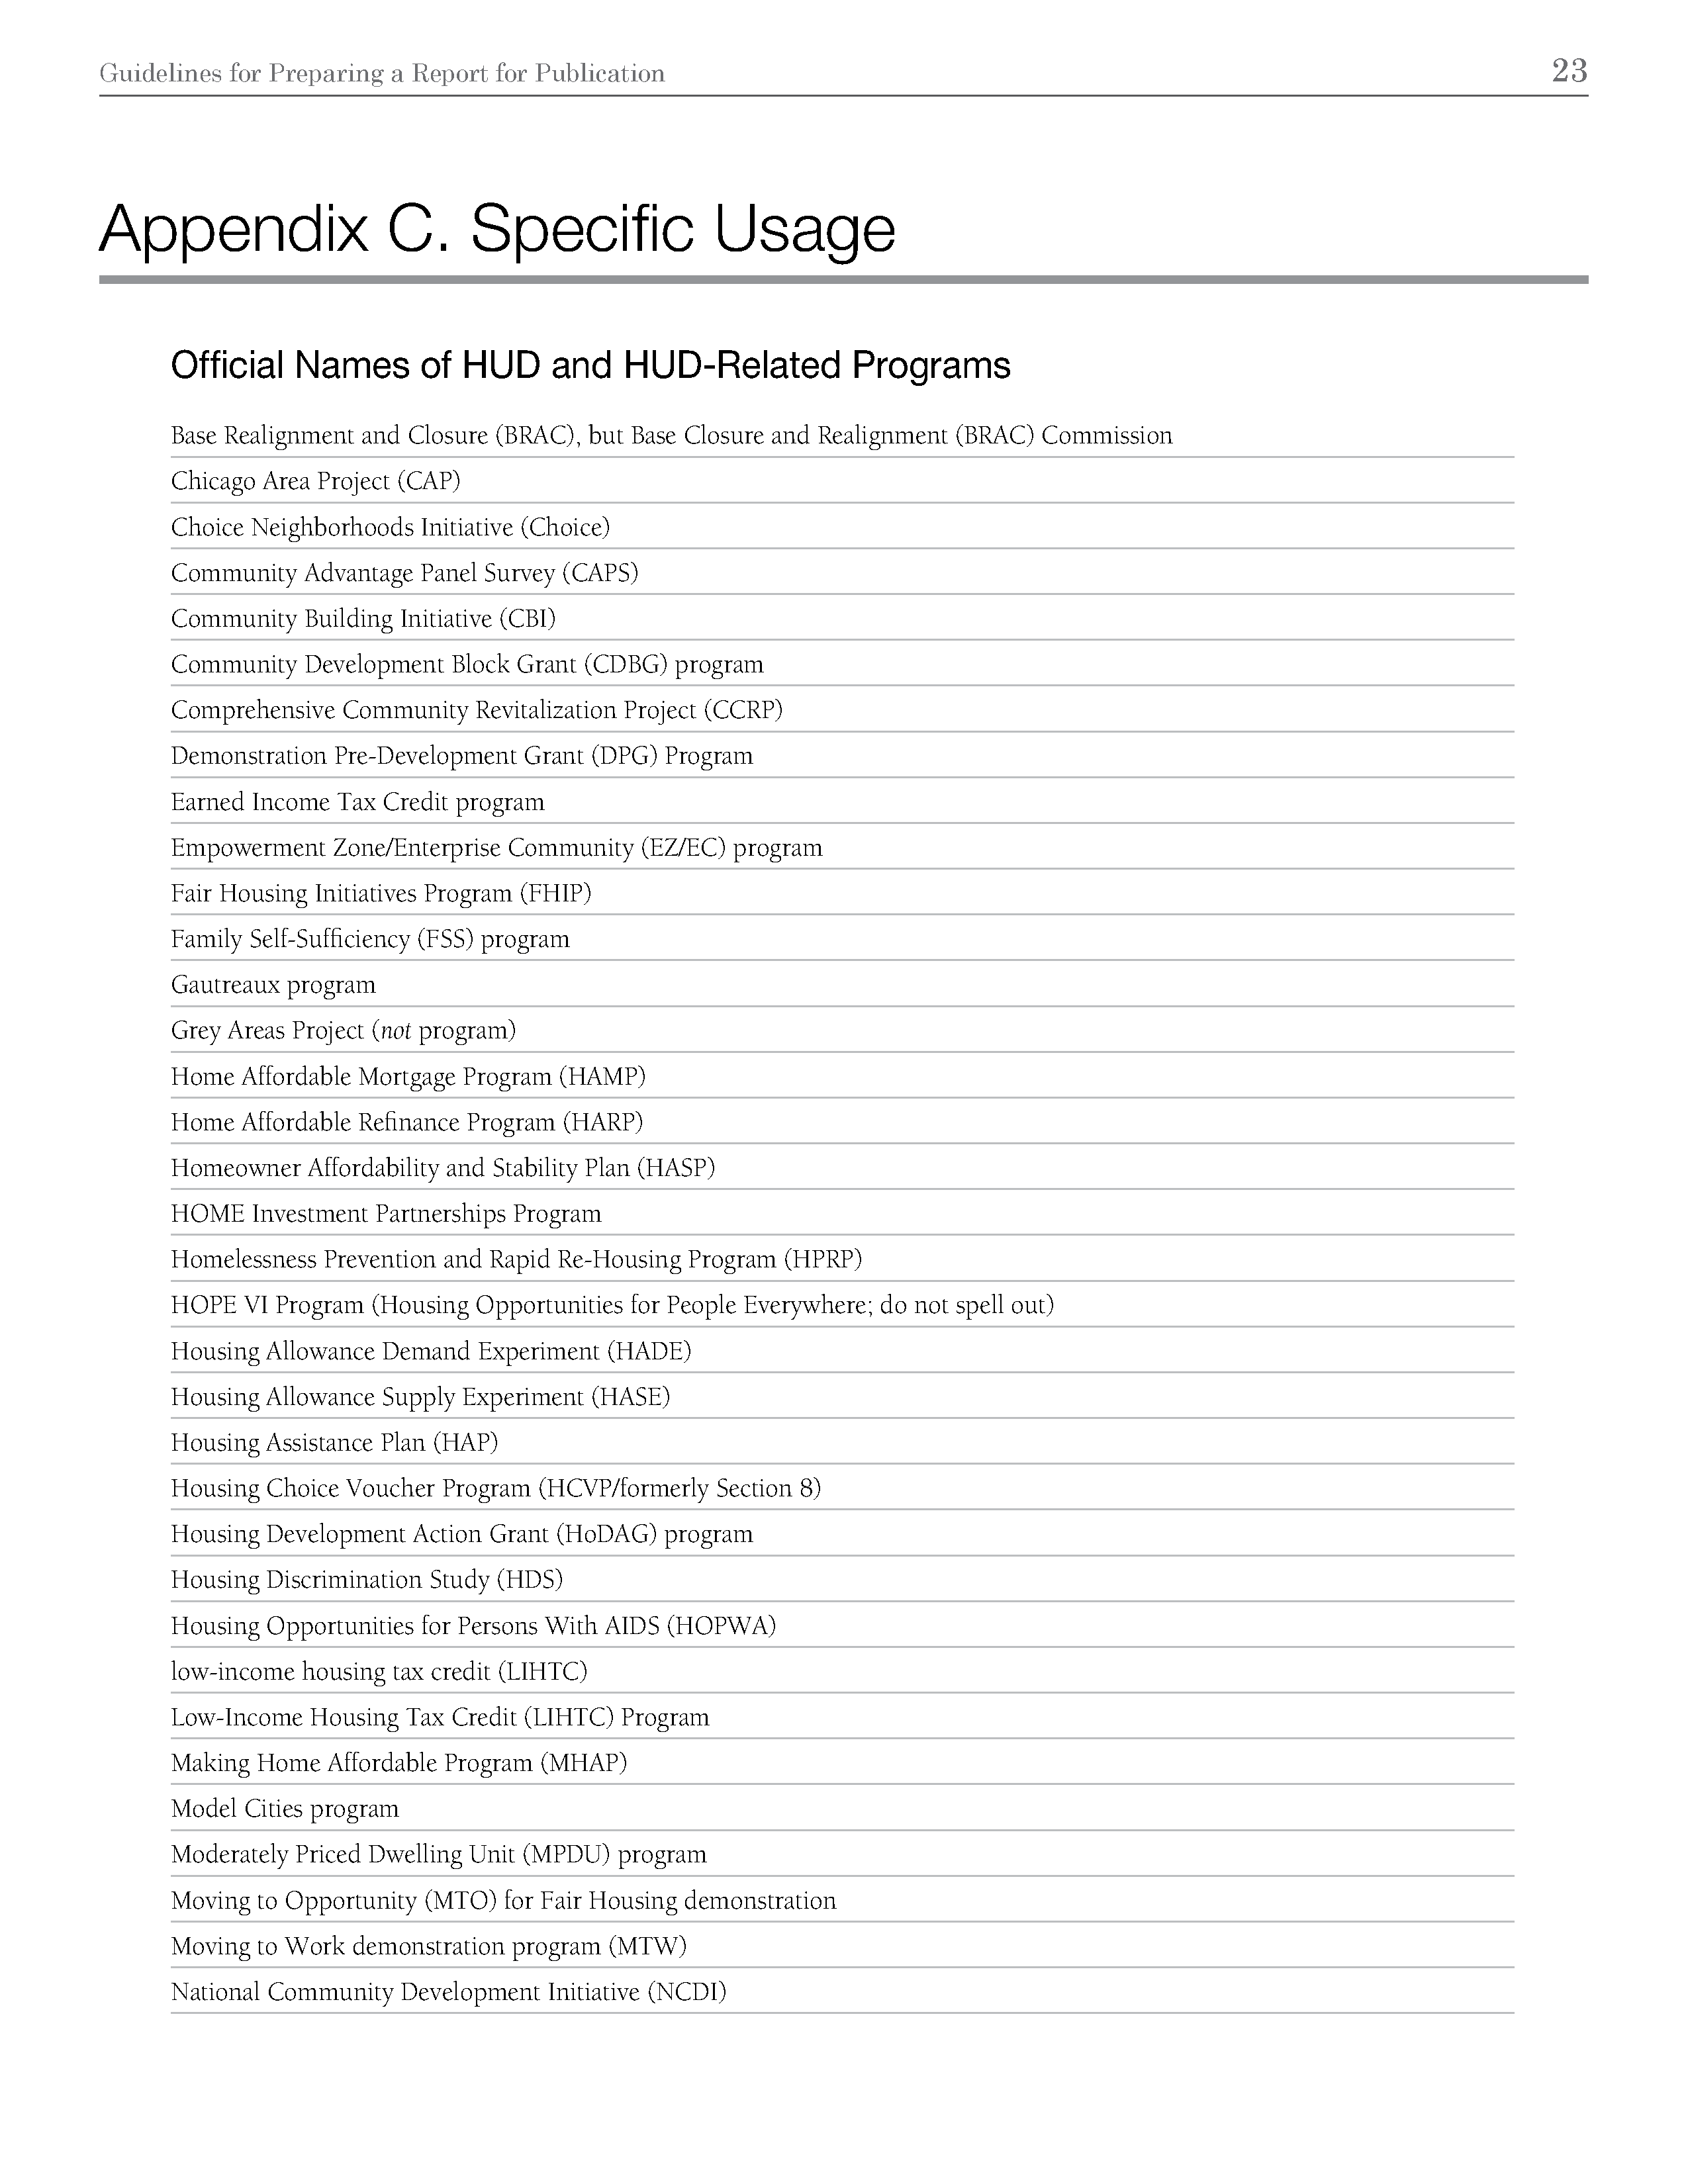 Guidelines for Preparing a Report for Publication 23
Appendix C. Specific Usage
Official Names of HUD and HUD-Related Programs
Base Realignment and Closure (BRAC), but Base Closure and Realignment (BRAC) Commission
Chicago Area Project (CAP)
Choice Neighborhoods Initiative (Choice)
Community Advantage Panel Survey (CAPS)
Community Building Initiative (CBI)
Community Development Block Grant (CDBG) program
Comprehensive Community Revitalization Project (CCRP)
Demonstration Pre-Development Grant (DPG) Program
Earned Income Tax Credit program
Empowerment Zone/Enterprise Community (EZ/EC) program
Fair Housing Initiatives Program (FHIP)
Family Self-Sufficiency (FSS) program
Gautreaux program
Grey Areas Project (not program)
Home Affordable Mortgage Program (HAMP)
Home Affordable Refinance Program (HARP)
Homeowner Affordability and Stability Plan (HASP)
HOME Investment Partnerships Program
Homelessness Prevention and Rapid Re-Housing Program (HPRP)
HOPE VI Program (Housing Opportunities for People Everywhere; do not spell out)
Housing Allowance Demand Experiment (HADE)
Housing Allowance Supply Experiment (HASE)
Housing Assistance Plan (HAP)
Housing Choice Voucher Program (HCVP/formerly Section 8)
Housing Development Action Grant (HoDAG) program
Housing Discrimination Study (HDS)
Housing Opportunities for Persons With AIDS (HOPWA)
low-income housing tax credit (LIHTC)
Low-Income Housing Tax Credit (LIHTC) Program
Making Home Affordable Program (MHAP)
Model Cities program
Moderately Priced Dwelling Unit (MPDU) program
Moving to Opportunity (MTO) for Fair Housing demonstration
Moving to Work demonstration program (MTW)
National Community Development Initiative (NCDI)